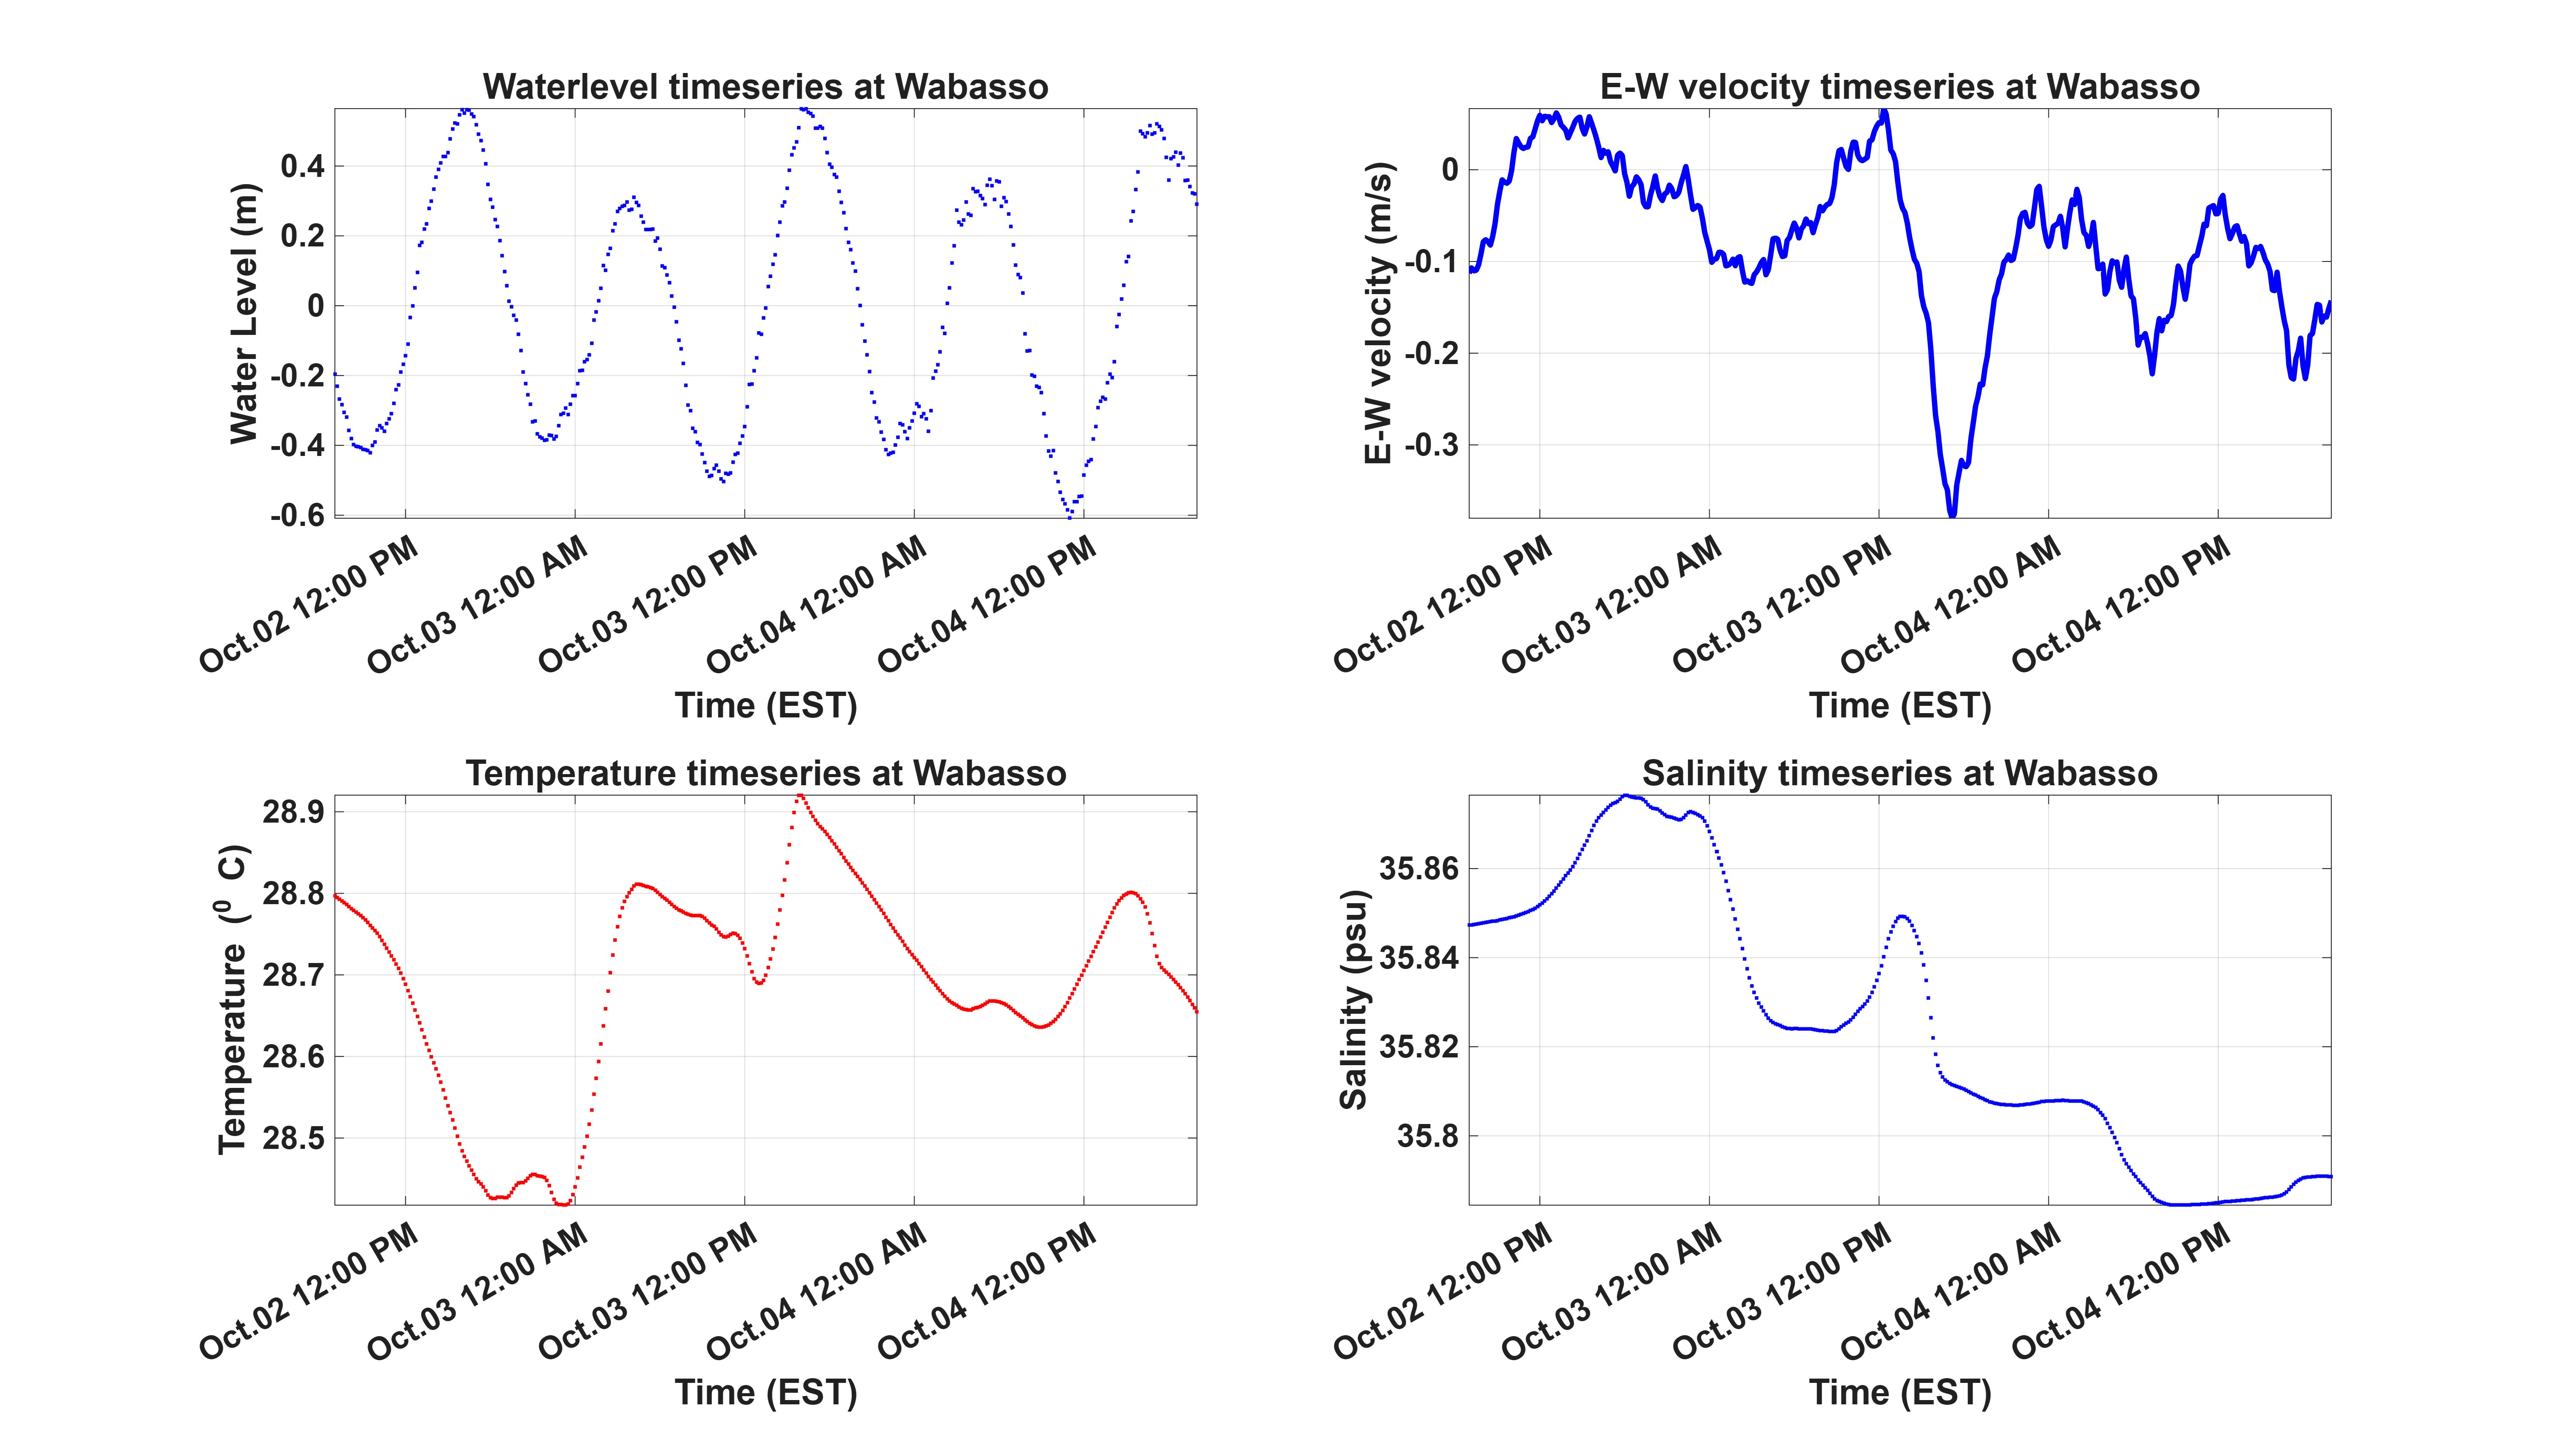 Waterlevel timeseries at Wabasso
Water Level (m)
0.4
0.2
0
-0.2
-0.4
-0.6
Oct.02 12:00 PM
Oct.03 12:00 AM
Oct.03 12:00 PM
Oct.04 12:00 AM
Oct.04 12:00 PM
Time (EST)
E-W velocity timeseries at Wabasso
E-W velocity (m/s)
0
-0.1
-0.2
-0.3
Oct.02 12:00 PM
Oct.03 12:00 AM
Oct.03 12:00 PM
Oct.04 12:00 AM
Oct.04 12:00 PM
Time (EST)
Temperature timeseries at Wabasso
Temperature (⁰ C)
28.9
28.8
28.7
28.6
28.5
Oct.02 12:00 PM
Oct.03 12:00 AM
Oct.03 12:00 PM
Oct.04 12:00 AM
Oct.04 12:00 PM
Time (EST)
Salinity timeseries at Wabasso
Salinity (psu)
35.86
35.84
35.82
35.8
Oct.02 12:00 PM
Oct.03 12:00 AM
Oct.03 12:00 PM
Oct.04 12:00 AM
Oct.04 12:00 PM
Time (EST)